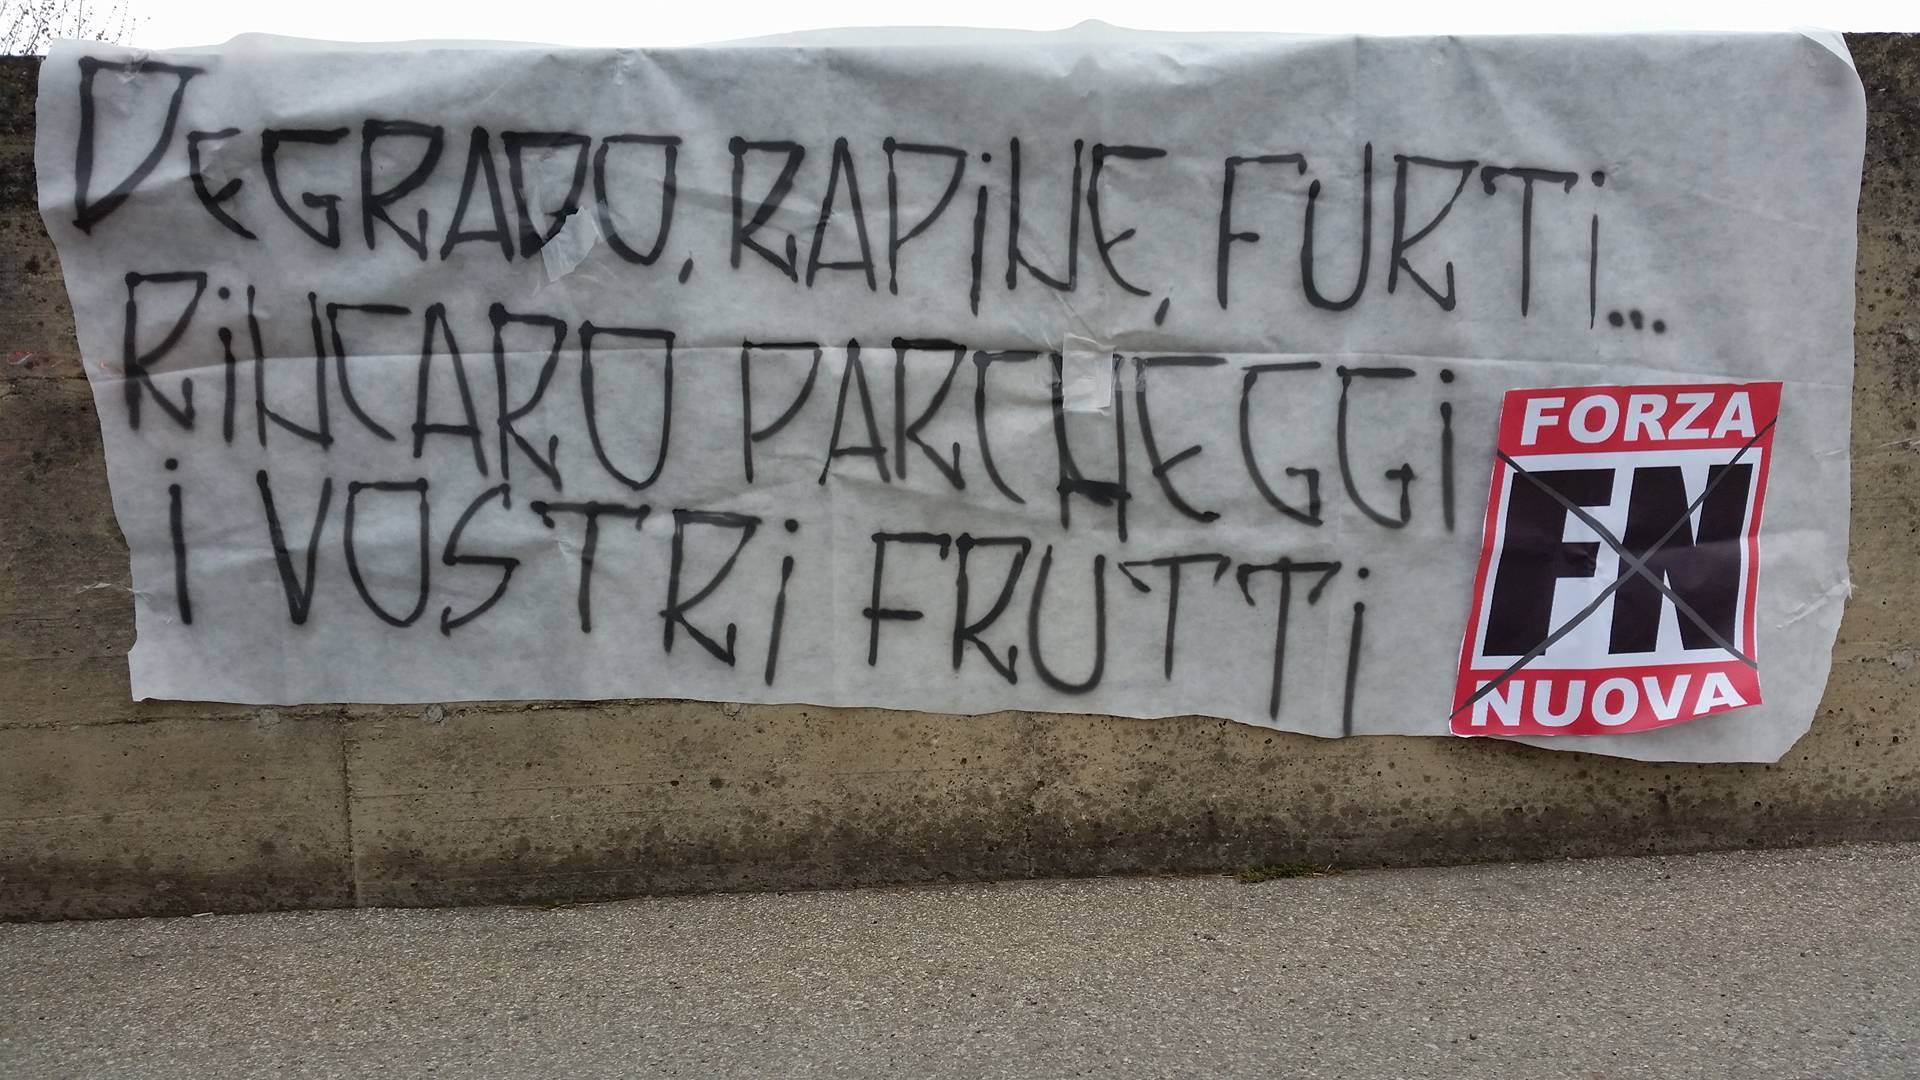 DEGRADO, RAPINE, FURTI...
RINCARO PARCHEGGI
I VOSTRI FRUTTI
FORZA
FN
NUOVA